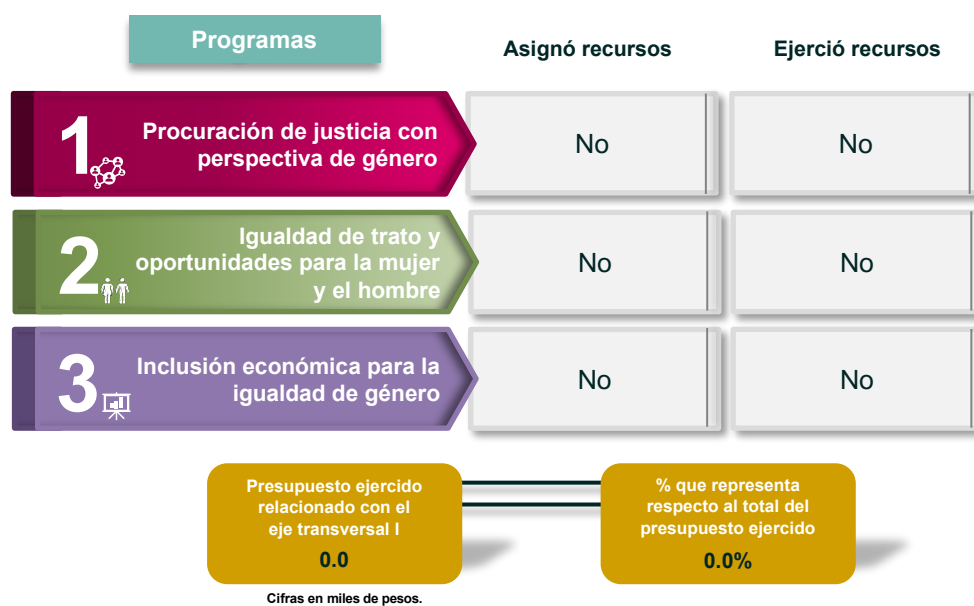 Programas
Asignó recursos
Ejerció recursos
1
Procuración de justicia con
perspectiva de género
No
No
2
Igualdad de trato y
oportunidades para la mujer
y el hombre
No
No
3
Inclusión económica para la
igualdad de género
No
No
Presupuesto ejercido
relacionado con el
eje transversal I
0.0
% que representa
respecto al total del
presupuesto ejercido
0.0%
Cifras en miles de pesos.